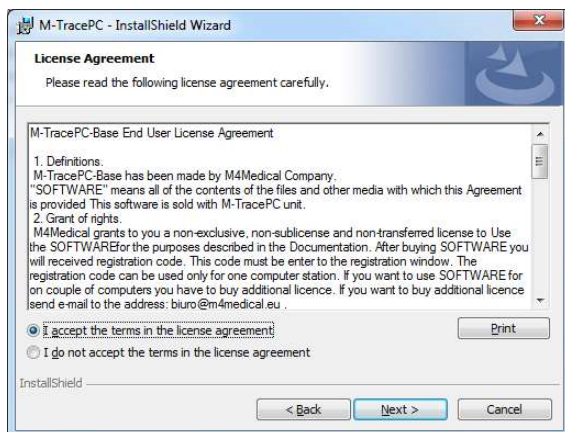 M-TracePC - InstallShield Wizard
License Agreement
Please read the following license agreement carefully.
M-TracePC-Base End User License Agreement
1. Definitions.
M-TracePC-Base has been made by M4Medical Company.
"SOFTWARE" means all of the contents of the files and other media with which this Agreement
is provided This software is sold with M-TracePC unit.
2. Grant of rights.
M4Medical grants to you a non-exclusive, non-sublicense and non-transferred license to Use
the SOFTWAREfor the purposes described in the Documentation. After buying SOFTWARE you
will received registration code. This code must be enter to the registration window. The
registration code can be used only for one computer station. If you want to use SOFTWARE for
on couple of computers you have to buy additional licence. If you want to buy additional licence
send e-mail to the address: biuro@m4medical.eu .
I accept the terms in the license agreement
Print
I do not accept the terms in the license agreement
InstallShield
< Back
Next >
Cancel